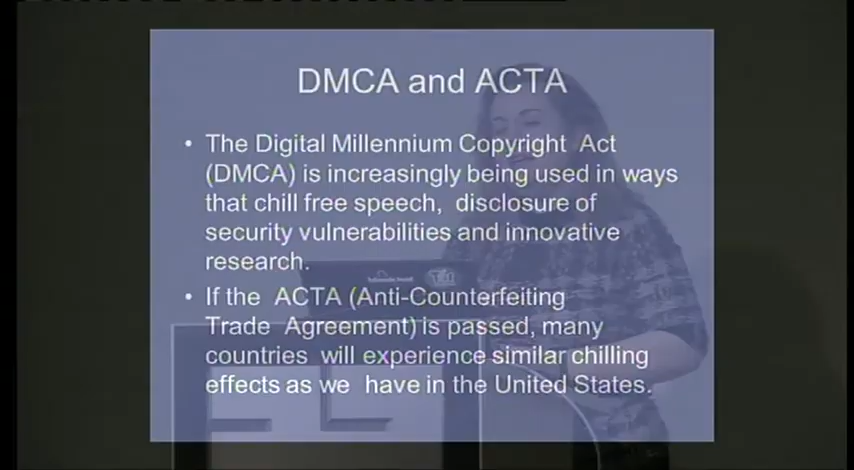 DMCA and ACTA
• The Digital Millennium Copyright Act
(DMCA) is increasingly being used in ways
that chill free speech, disclosure of
security vulnerabilities and innovative
research.
• If the ACTA (Anti-Counterfeiting
Trade Agreement) is passed, many
countries will experience similar chilling
effects as we have in the United States.